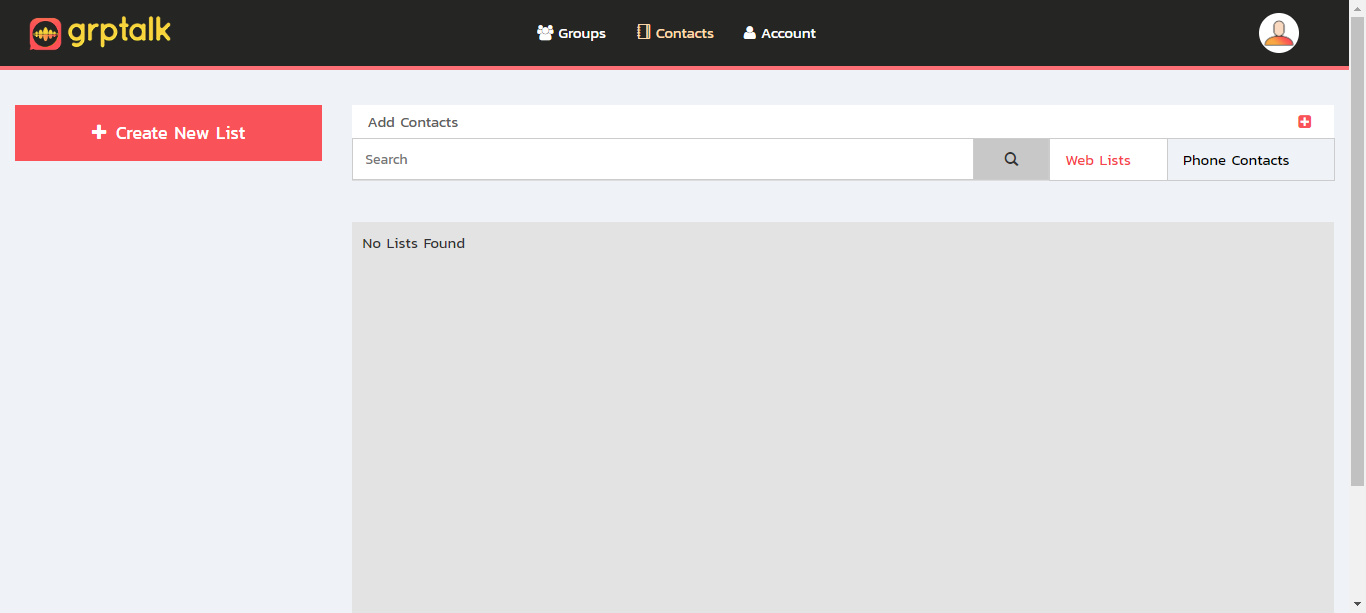 grptalk
Groups Contacts Account
Create New List
Add Contacts
Search
Web Lists
Phone Contacts
No Lists Found